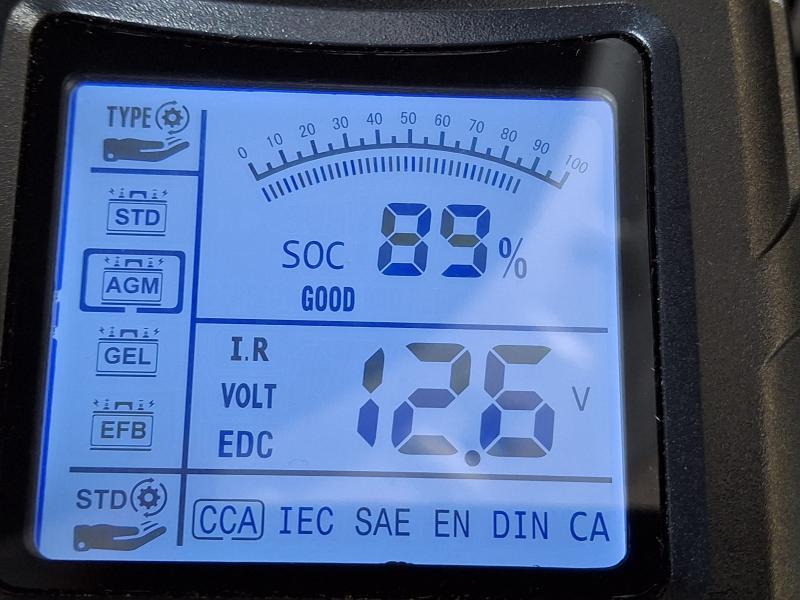 TYPE
0 10 20 30 40 50 60 70 80 90 100
STD
SOC 89%
AGM
GOOD
GEL
I.R
VOLT 12.6 V
EFB
EDC
STD
CCA IEC SAE EN DIN CA